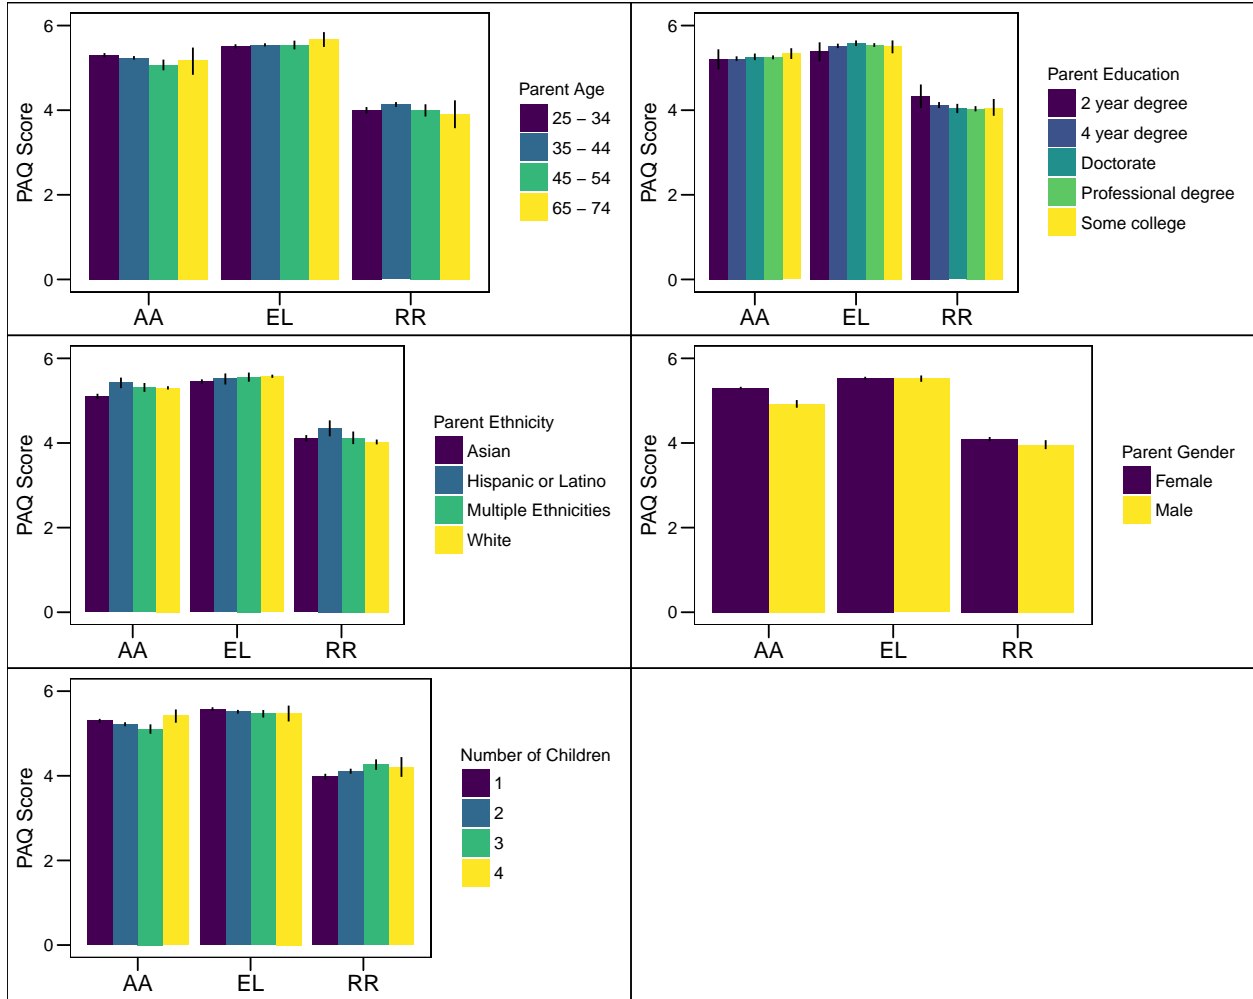 PAQ Score
6
4
2
0
AA EL RR
Parent Age
25 – 34
35 – 44
45 – 54
65 – 74
PAQ Score
6
4
2
0
AA EL RR
Parent Education
2 year degree
4 year degree
Doctorate
Professional degree
Some college
PAQ Score
6
4
2
0
AA EL RR
Parent Ethnicity
Asian
Hispanic or Latino
Multiple Ethnicities
White
PAQ Score
6
4
2
0
AA EL RR
Parent Gender
Female
Male
PAQ Score
6
4
2
0
AA EL RR
Number of Children
1
2
3
4